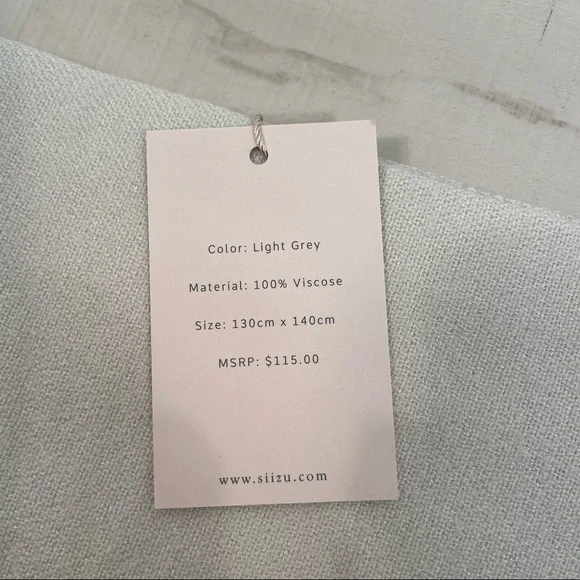 Color: Light Grey
Material: 100% Viscose
Size: 130cm x 140cm
MSRP: $115.00
www.siizu.com